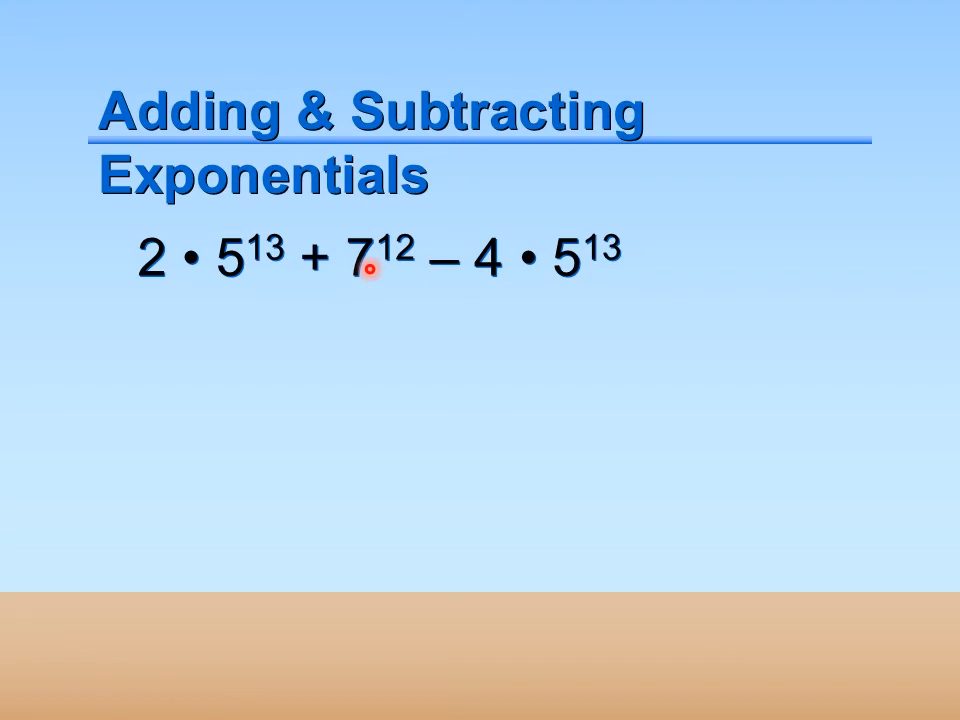 Adding & Subtracting
Exponentials
2 • 5¹³ + 7¹² – 4 • 5¹³